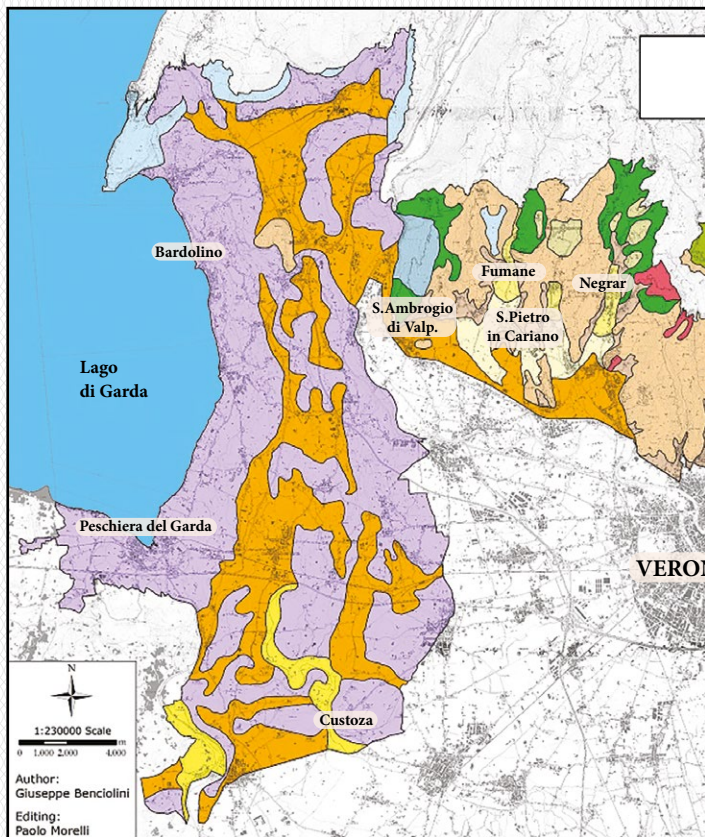 Bardolino
Fumane
Negrar
S.Ambrogio
di Valp.
S.Pietro
in Cariano
Lago
di Garda
Peschiera del Garda
VERON
Custoza
N
1:230000 Scale
0 1.000 2.000 4.000 m
Author:
Giuseppe Benciolini
Editing:
Paolo Morelli